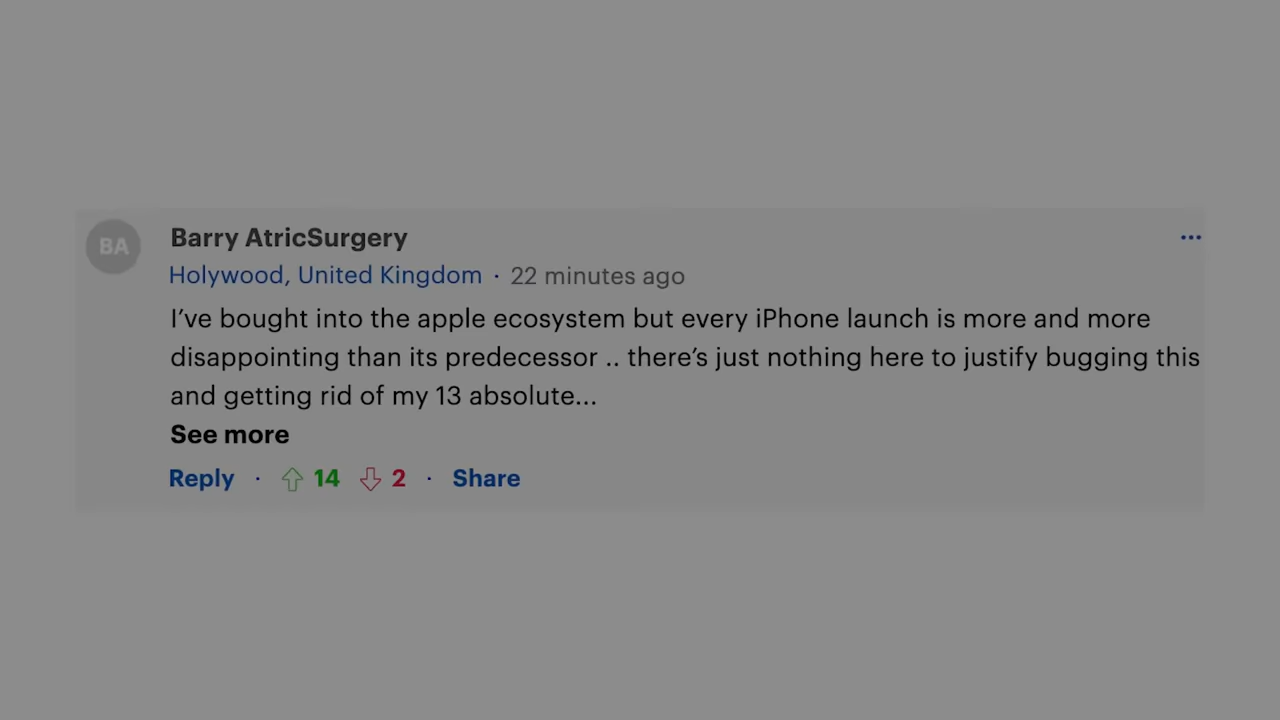 BA
Barry AtricSurgery
...
Holywood, United Kingdom · 22 minutes ago
I’ve bought into the apple ecosystem but every iPhone launch is more and more
disappointing than its predecessor .. there’s just nothing here to justify bugging this
and getting rid of my 13 absolute...
See more
Reply · 14 2 · Share